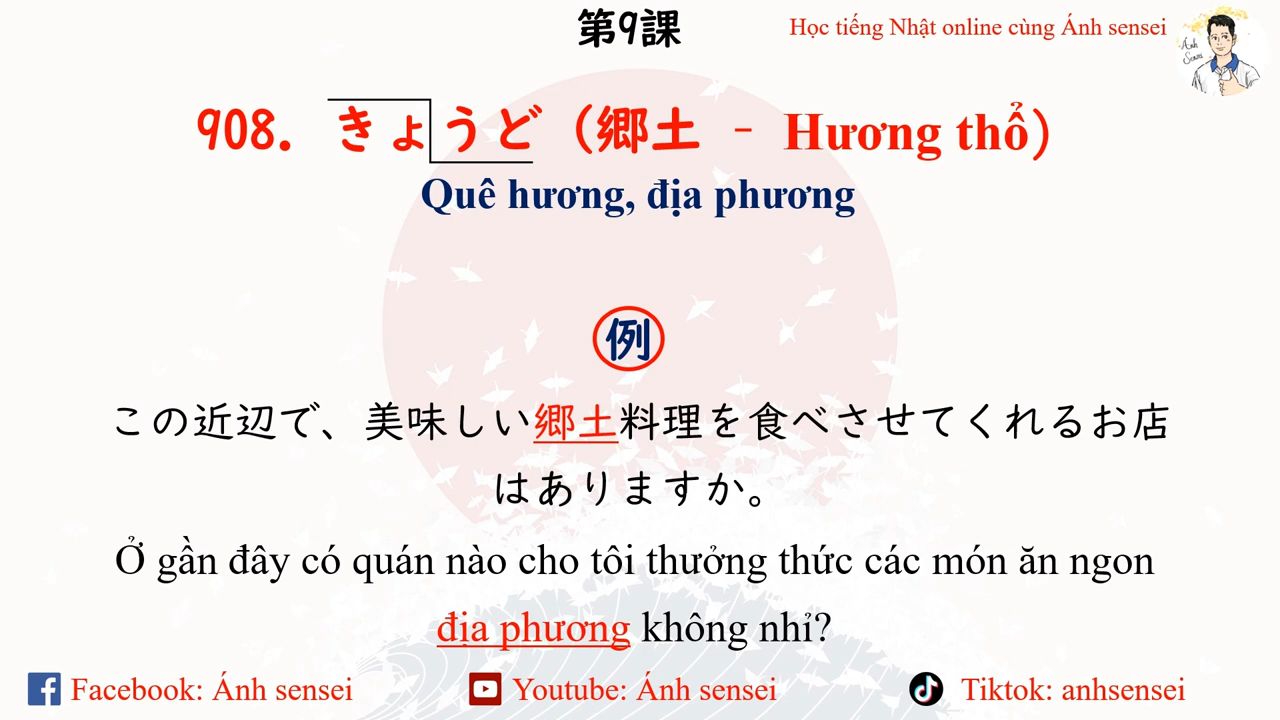 第9課
Học tiếng Nhật online cùng Ánh sensei
Ánh
Sensei
908. きょうど（郷土 - Hương thổ）
Quê hương, địa phương
例
この近辺で、美味しい郷土料理を食べさせてくれるお店
はありますか。
Ở gần đây có quán nào cho tôi thưởng thức các món ăn ngon
địa phương không nhỉ?
Facebook: Ánh sensei
Youtube: Ánh sensei
Tiktok: anhsensei